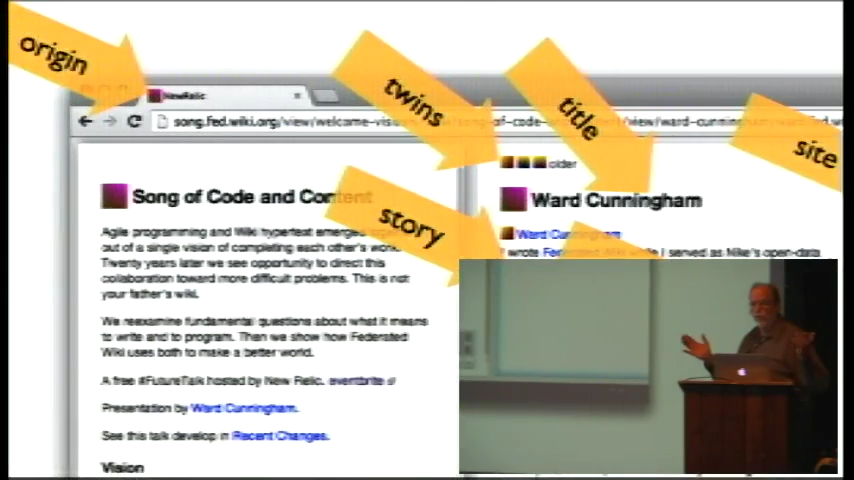 origin
twins
title
site
story
NewRelic
song.fed.wiki.org/view/welcome-vis
of-code-
view/ward-cunningham
older
Song of Code and Content
Ward Cunningham
Ward Cunningham
Agile programming and Wiki hypertext emerged
out of a single vision of completing each other's work.
Twenty years later we see opportunity to direct this
collaboration toward more difficult problems. This is not
your father's wiki.
wrote Federated Wiki while I served as Nike's open-data
We reexamine fundamental questions about what it means
to write and to program. Then we show how Federated
Wiki uses both to make a better world.
A free #FutureTalk hosted by New Relic. eventbrite
Presentation by Ward Cunningham.
See this talk develop in Recent Changes.
Vision